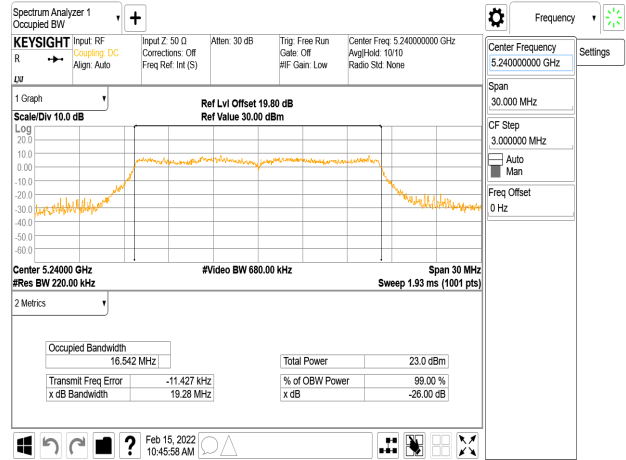 Spectrum Analyzer 1
Occupied BW
Frequency
KEYSIGHT
R
Input: RF
Coupling: DC
Align: Auto
Input Z: 50 Ω
Corrections: Off
Freq Ref: Int (S)
Atten: 30 dB
Trig: Free Run
Gate: Off
#IF Gain: Low
Center Freq: 5.240000000 GHz
Avg|Hold: 10/10
Radio Std: None
Center Frequency
5.240000000 GHz
Settings
Span
30.000 MHz
CF Step
3.000000 MHz
Auto
Man
Freq Offset
0 Hz
1 Graph
Scale/Div 10.0 dB
Ref Lvl Offset 19.80 dB
Ref Value 30.00 dBm
Log
20.0
10.0
0.00
-10.0
-20.0
-30.0
-40.0
-50.0
-60.0
Center 5.24000 GHz
#Res BW 220.00 kHz
#Video BW 680.00 kHz
Span 30 MHz
Sweep 1.93 ms (1001 pts)
2 Metrics
Occupied Bandwidth
16.542 MHz
Transmit Freq Error -11.427 kHz
x dB Bandwidth 19.28 MHz
Total Power 23.0 dBm
% of OBW Power 99.00 %
x dB -26.00 dB
Feb 15, 2022
10:45:58 AM